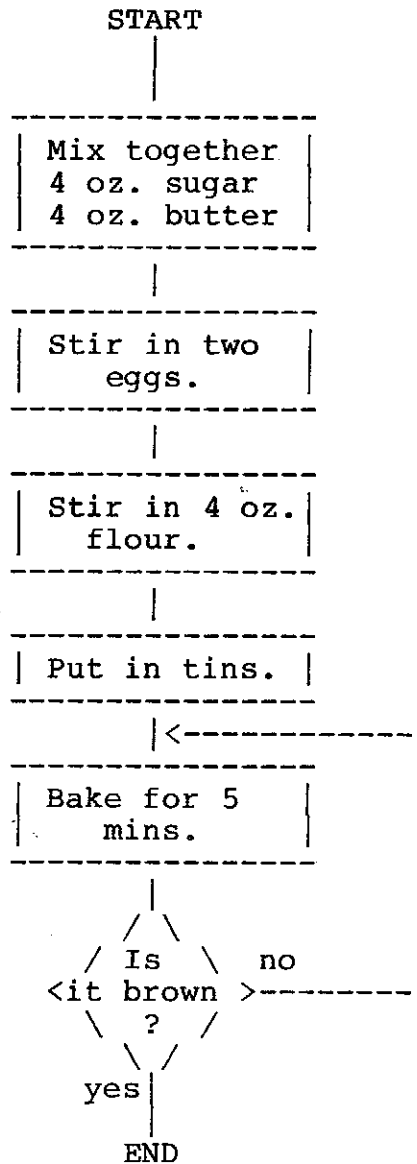 START
Mix together
4 oz. sugar
4 oz. butter
Stir in two
eggs.
Stir in 4 oz.
flour.
Put in tins.
Bake for 5
mins.
Is no
it brown
?
yes
END